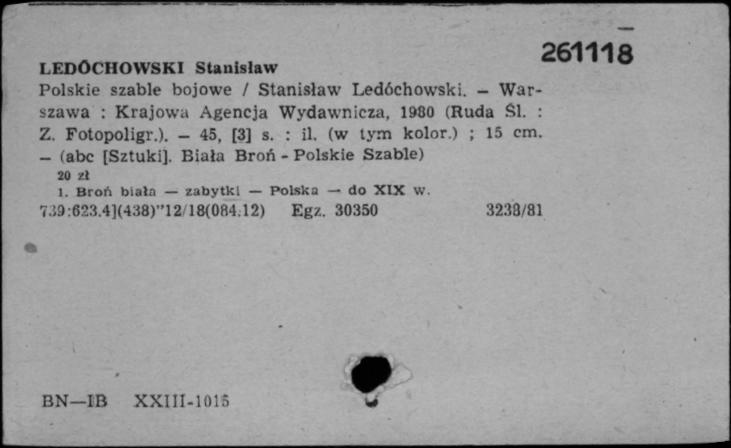 261118
LEDÓCHOWSKI Stanisław
Polskie szable bojowe / Stanisław Ledóchowski. — War-
szawa : Krajowa Agencja Wydawnicza, 1980 (Ruda Śl. :
Z. Fotopoligr.). — 45, [3] s. : il. (w tym kolor.) ; 15 cm.
— (abc [Sztuki]. Biała Broń - Polskie Szable)
20 zł
1. Broń biała — zabytki — Polska — do XIX w.
739:623.4](438)"12/18(084.12) Egz. 30350 3238/81
BN—IB XXIII-1015